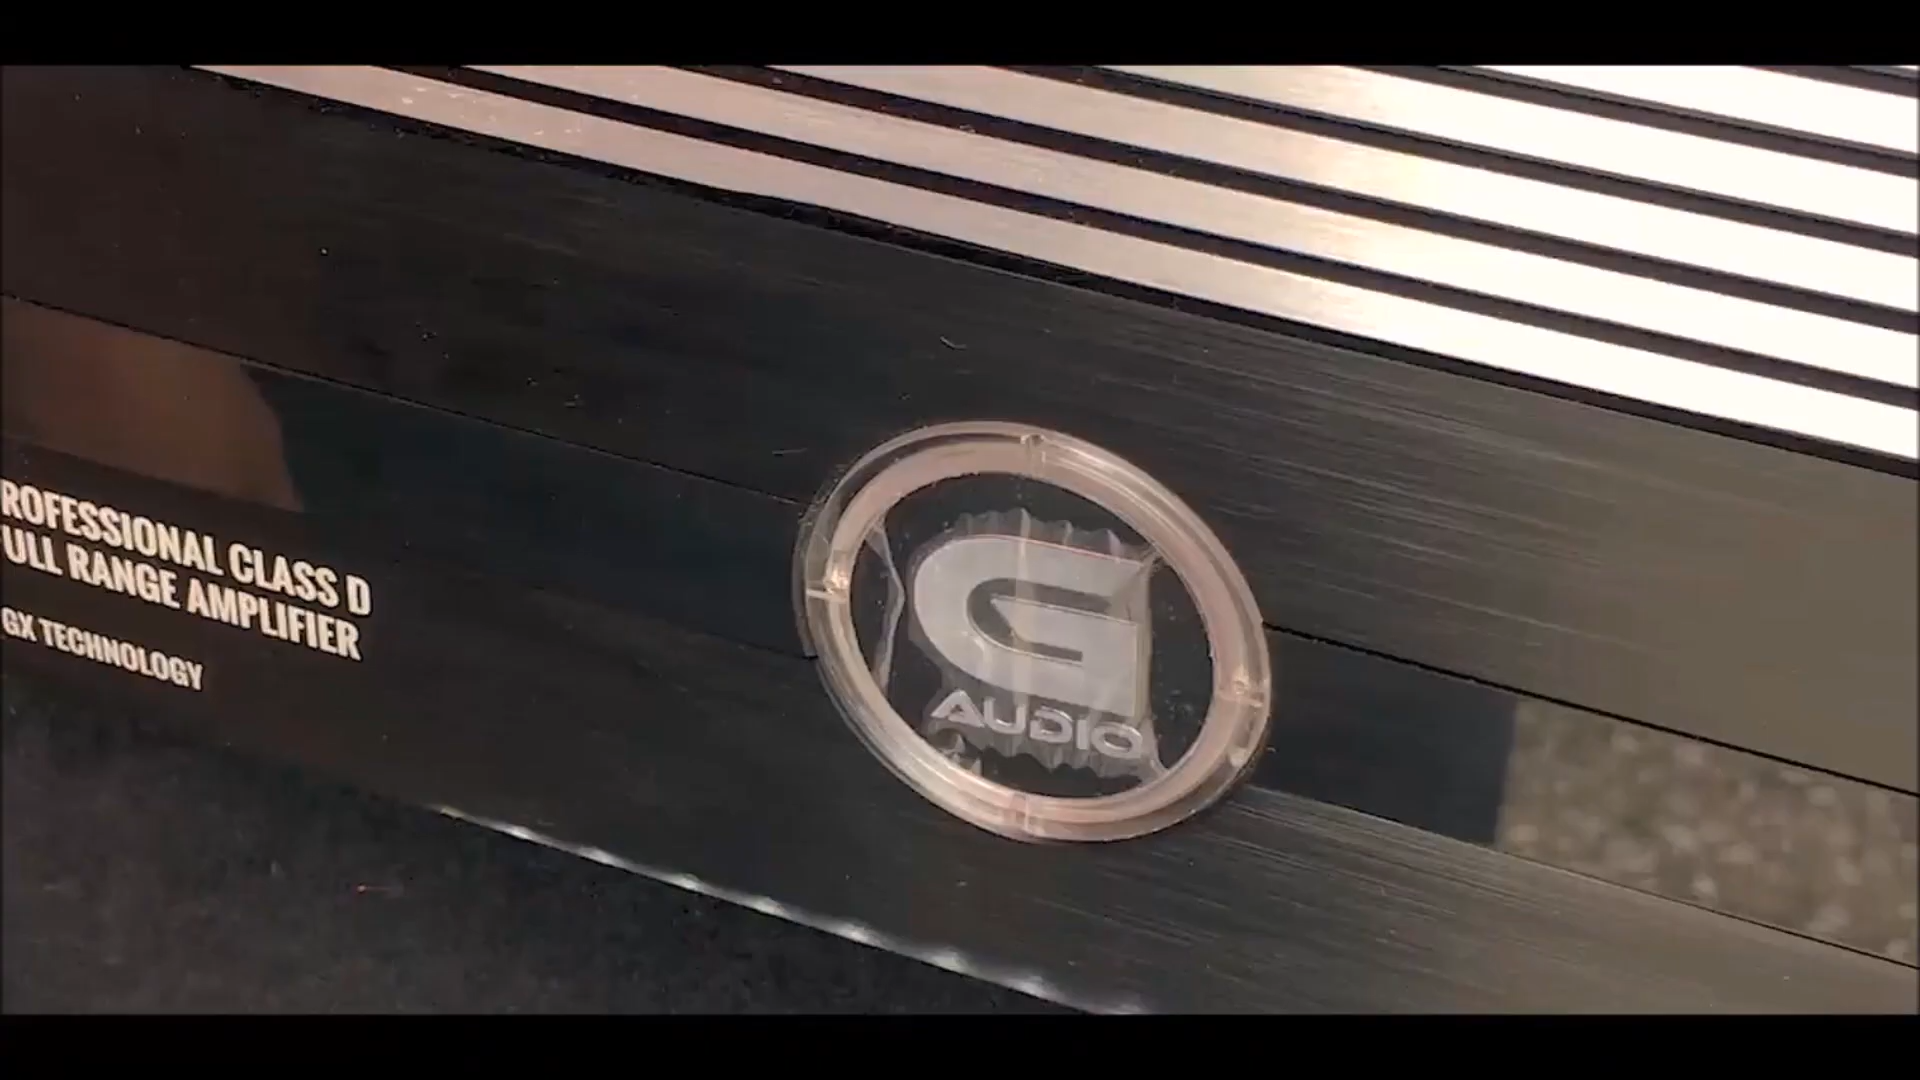 ROFESSIONAL CLASS D
ULL RANGE AMPLIFIER
GX TECHNOLOGY
G
AUDIO